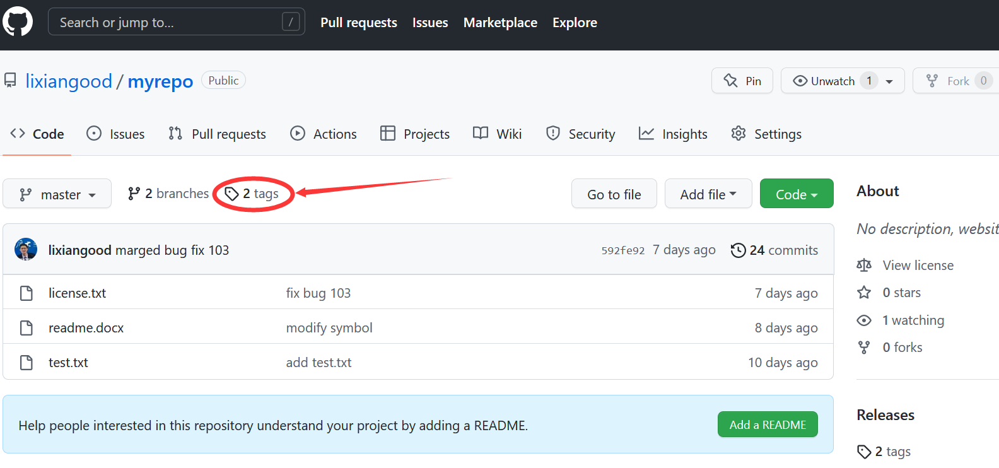 Search or jump to... / Pull requests Issues Marketplace Explore
lixiangood / myrepo Public Pin Unwatch 1 Fork 0
Code Issues Pull requests Actions Projects Wiki Security Insights Settings
master 2 branches 2 tags Go to file Add file Code
lixiangood marged bug fix 103 592fe92 7 days ago 24 commits
license.txt fix bug 103 7 days ago
readme.docx modify symbol 8 days ago
test.txt add test.txt 10 days ago
Help people interested in this repository understand your project by adding a README. Add a README
About
No description, websit
View license
0 stars
1 watching
0 forks
Releases
2 tags